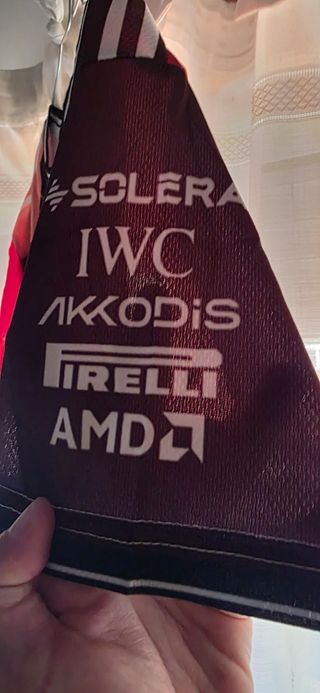 SOLERA
IWC
AKKODiS
PIRELLI
AMD